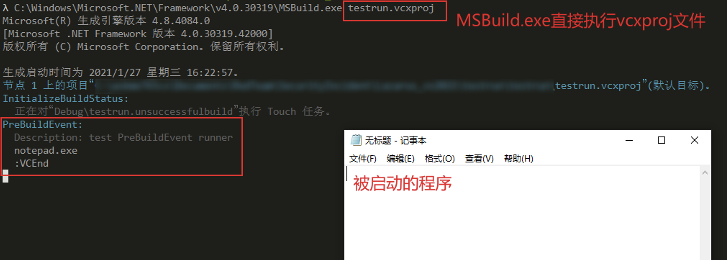 λ C:\Windows\Microsoft.NET\Framework\v4.0.30319\MSBuild.exe testrun.vcxproj
MSBuild.exe直接执行vcxproj文件
Microsoft(R) 生成引擎版本 4.8.4084.0
[Microsoft .NET Framework 版本 4.0.30319.42000]
版权所有 (C) Microsoft Corporation. 保留所有权利。
生成启动时间为 2021/1/27 星期三 16:22:57.
节点 1 上的项目“ testrun.vcxproj”(默认目标).
InitializeBuildStatus:
正在对“Debug\testrun.unsuccessfulbuild”执行 Touch 任务.
PreBuildEvent:
Description: test PreBuildEvent runner
notepad.exe
:VCEnd
无标题 - 记事本
文件(F) 编辑(E) 格式(O) 查看(V) 帮助(H)
被启动的程序